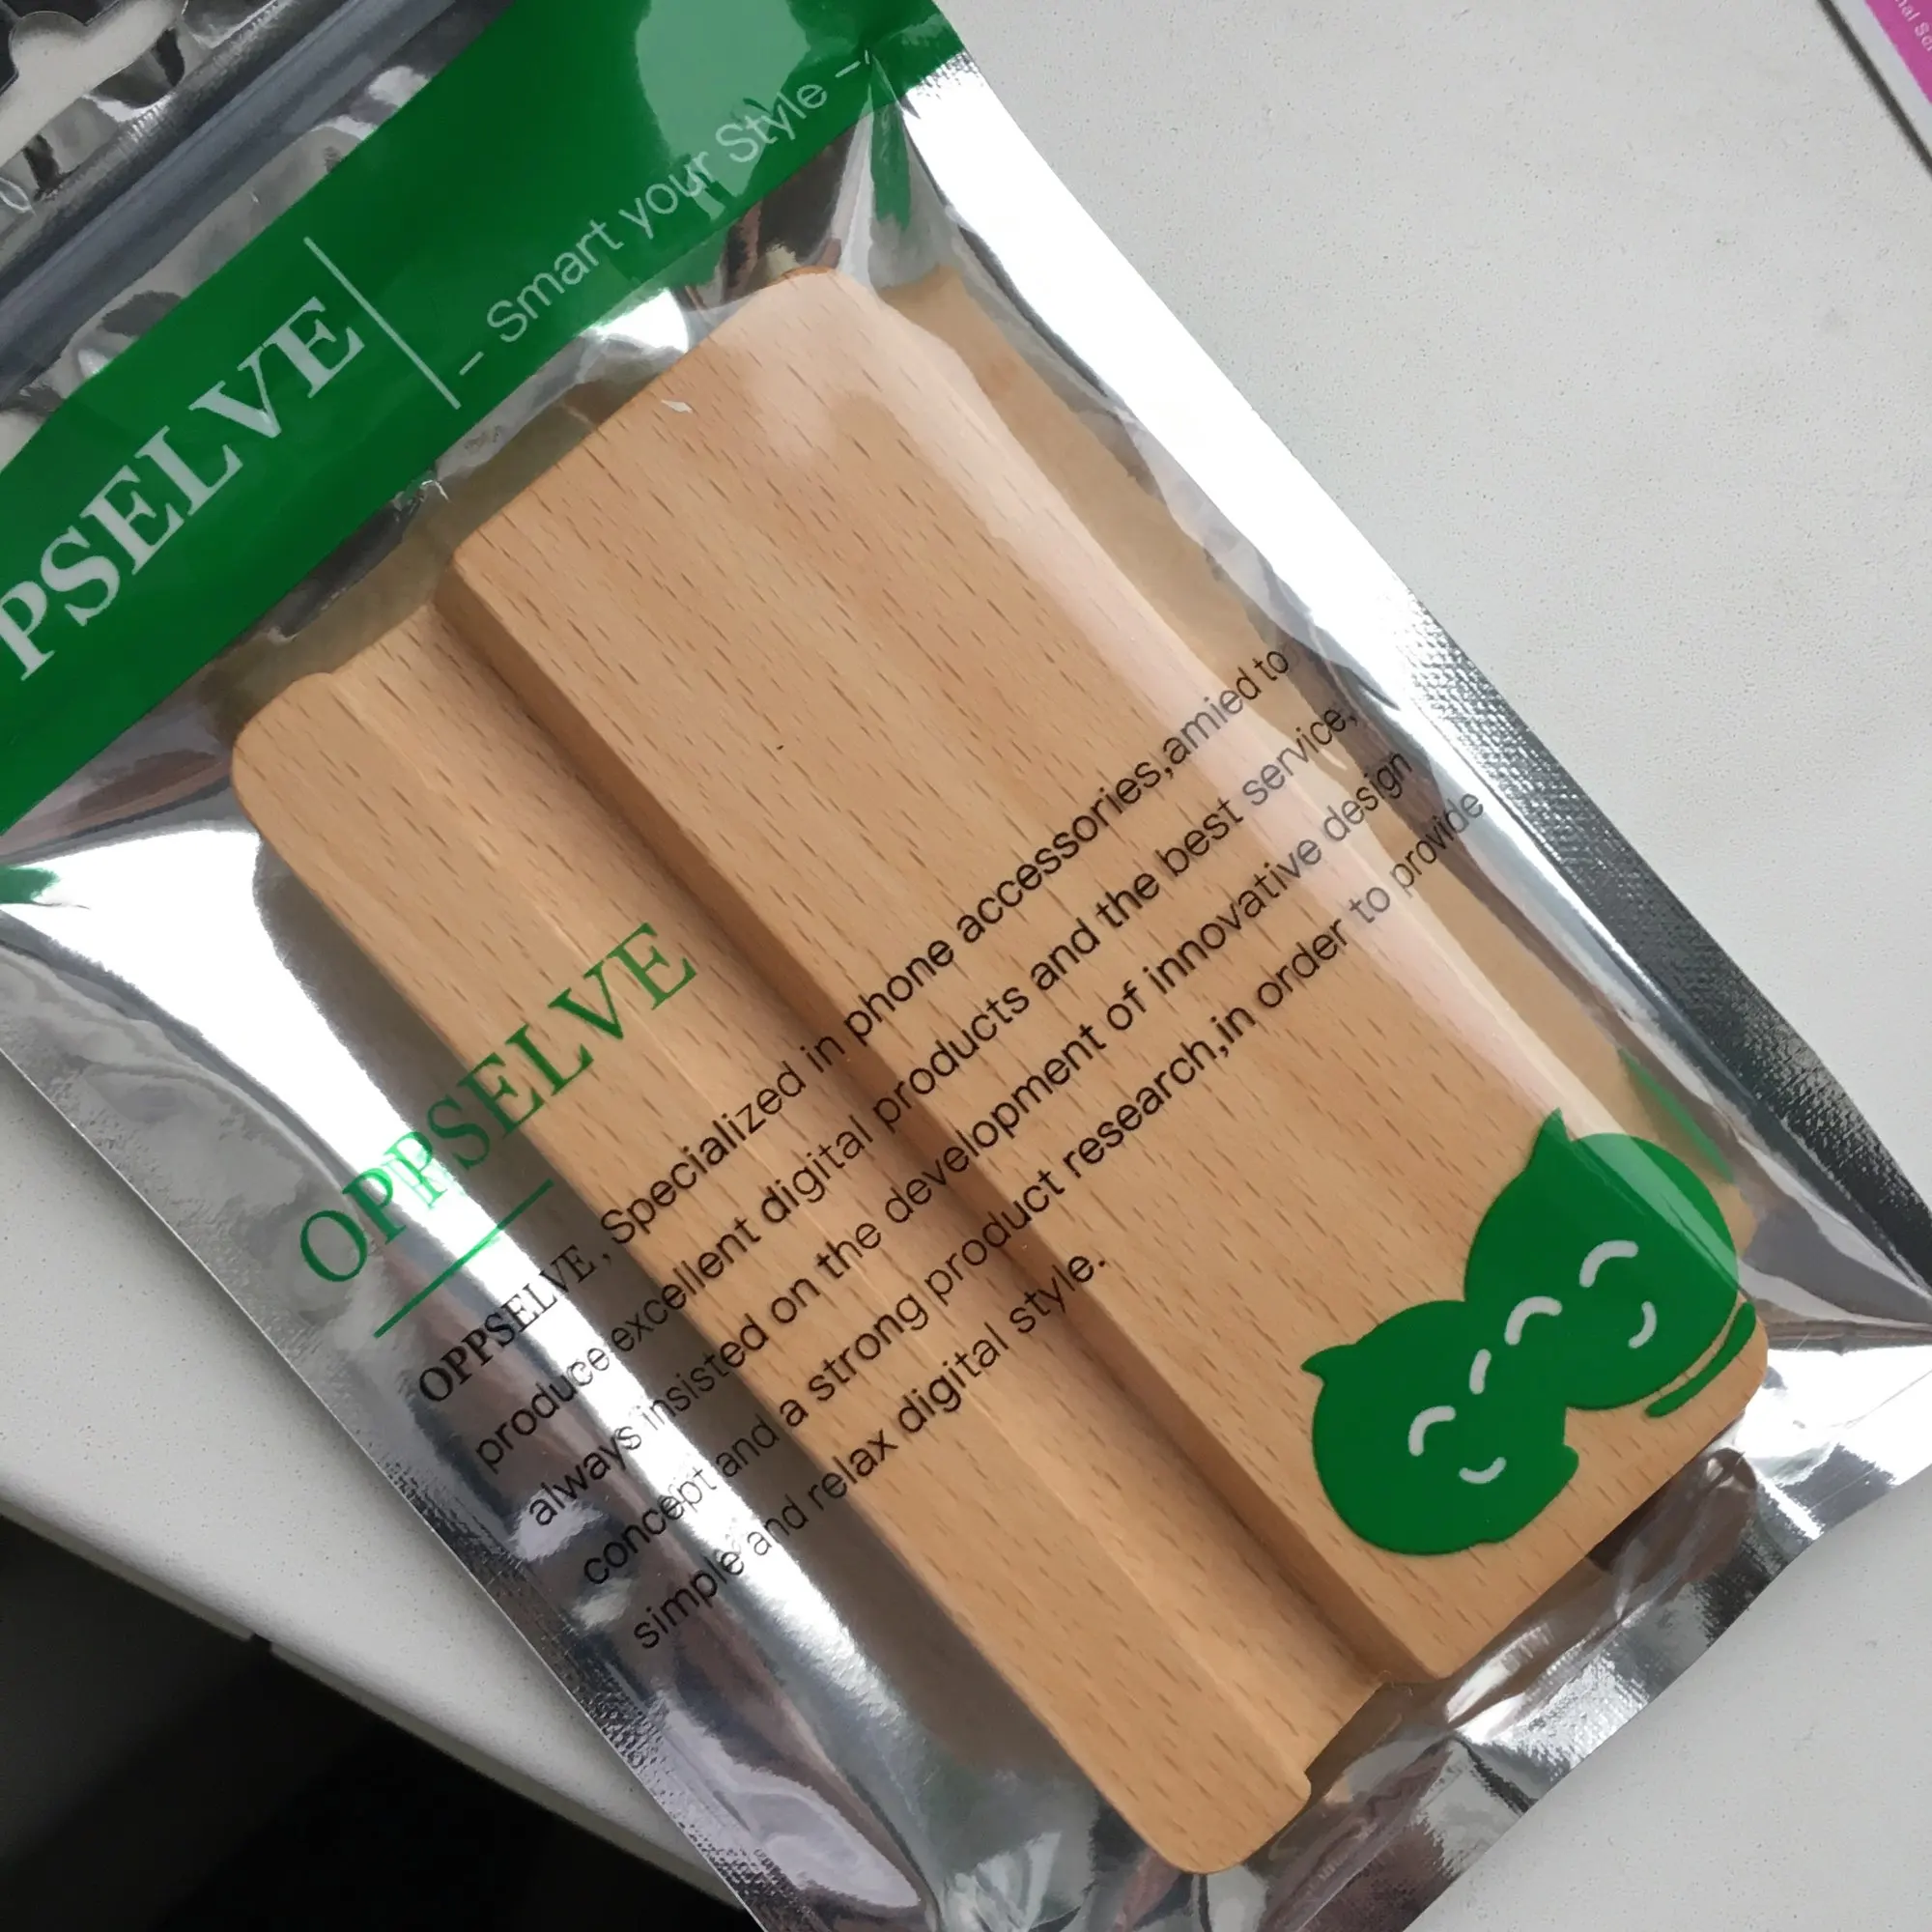 PSELVE
– Smart your Style –
OPPSELVE
OPPSELVE, Specialized in phone accessories,amied to
produce excellent digital products and the best service,
always insisted on the development of innovative design
concept and a strong product research,in order to provide
simple and relax digital style.